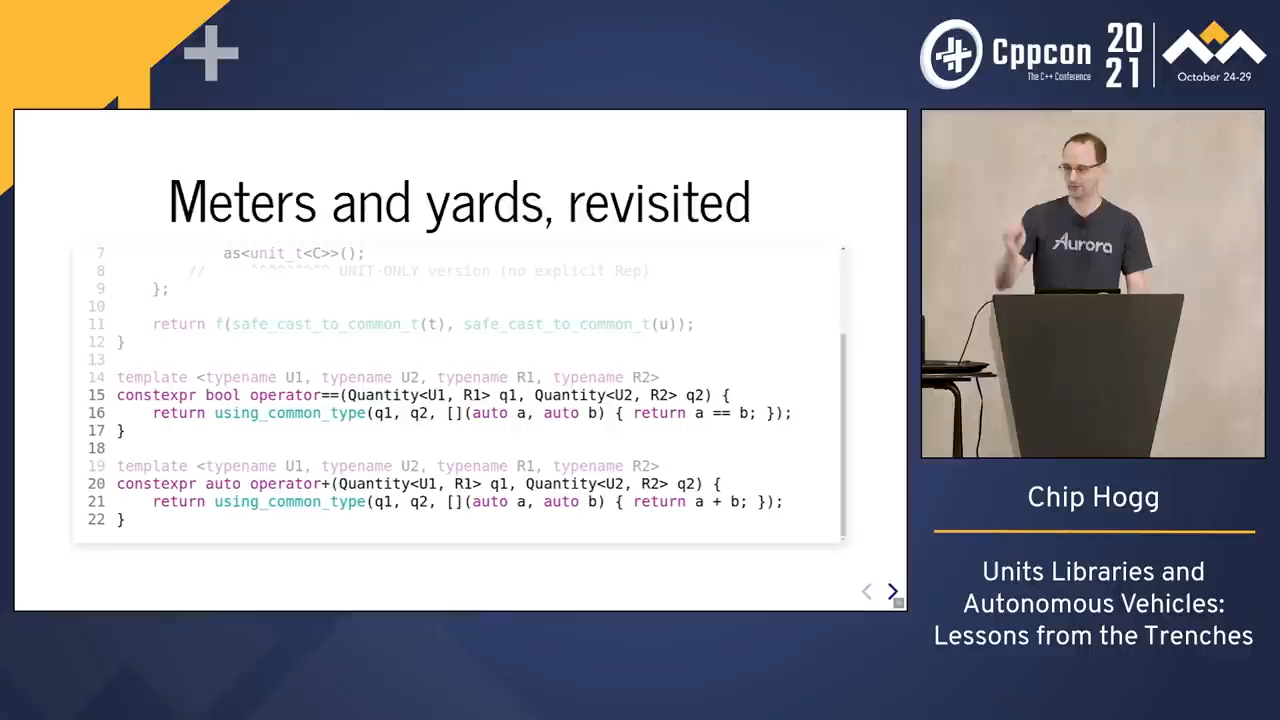 Cppcon
The C++ Conference
20
21
October 24-29
Meters and yards, revisited
7 as<unit_t<C>>();
8 // ^^^^^^^^^ UNIT-ONLY version (no explicit Rep)
9 };
10
11 return f(safe_cast_to_common_t(t), safe_cast_to_common_t(u));
12 }
13
14 template <typename U1, typename U2, typename R1, typename R2>
15 constexpr bool operator==(Quantity<U1, R1> q1, Quantity<U2, R2> q2) {
16 return using_common_type(q1, q2, [](auto a, auto b) { return a == b; });
17 }
18
19 template <typename U1, typename U2, typename R1, typename R2>
20 constexpr auto operator+(Quantity<U1, R1> q1, Quantity<U2, R2> q2) {
21 return using_common_type(q1, q2, [](auto a, auto b) { return a + b; });
22 }
Aurora
Chip Hogg
Units Libraries and
Autonomous Vehicles:
Lessons from the Trenches